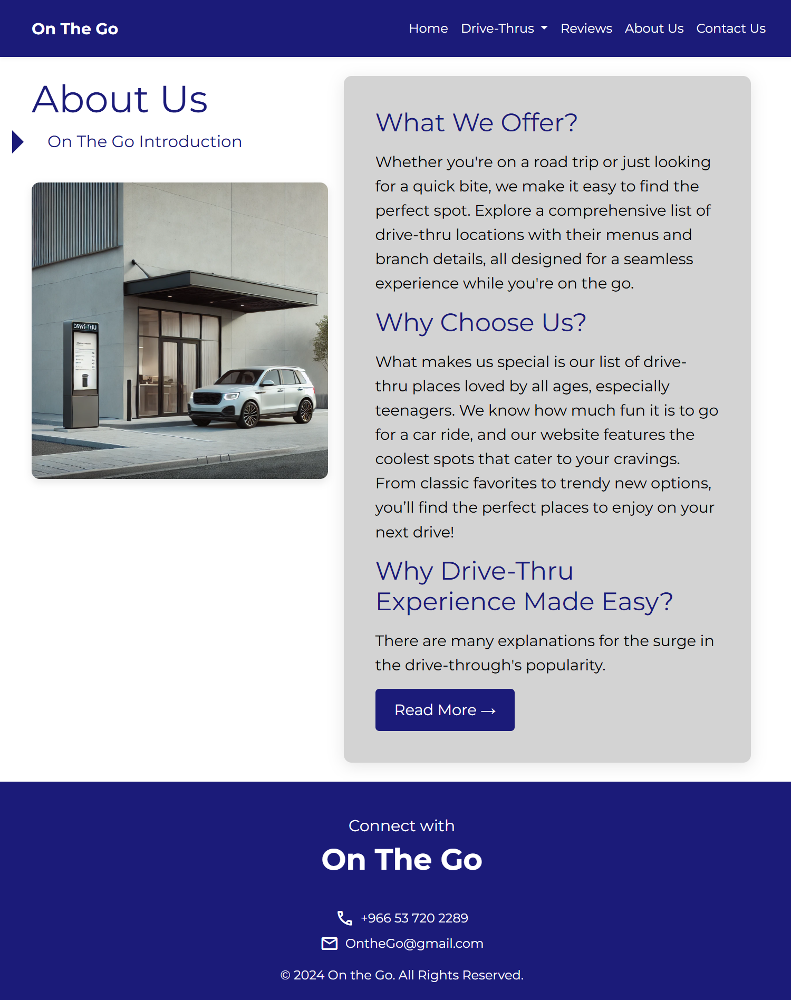 On The Go
Home
Drive-Thrus
Reviews
About Us
Contact Us
About Us
On The Go Introduction
DRIVE-THU
What We Offer?
Whether you're on a road trip or just looking
for a quick bite, we make it easy to find the
perfect spot. Explore a comprehensive list of
drive-thru locations with their menus and
branch details, all designed for a seamless
experience while you're on the go.
Why Choose Us?
What makes us special is our list of drive-
thru places loved by all ages, especially
teenagers. We know how much fun it is to go
for a car ride, and our website features the
coolest spots that cater to your cravings.
From classic favorites to trendy new options,
you’ll find the perfect places to enjoy on your
next drive!
Why Drive-Thru
Experience Made Easy?
There are many explanations for the surge in
the drive-through's popularity.
Read More →
Connect with
On The Go
+966 53 720 2289
OntheGo@gmail.com
© 2024 On the Go. All Rights Reserved.